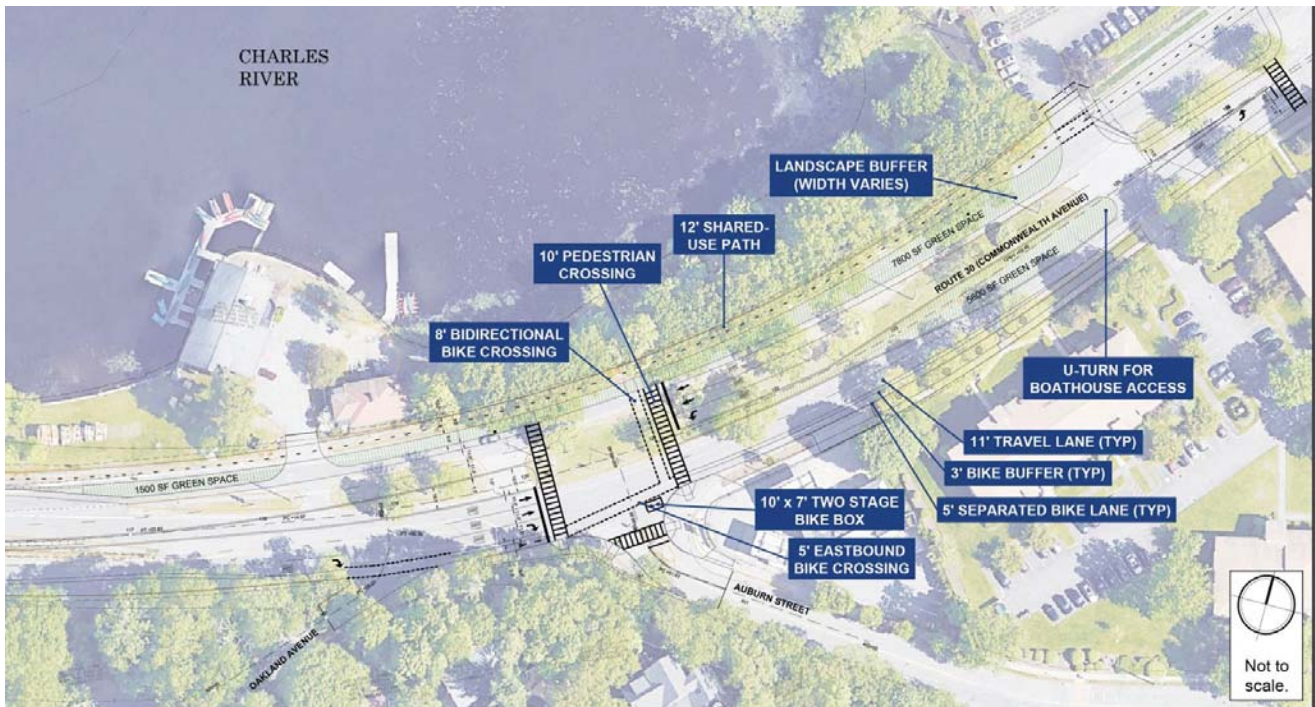 CHARLES
RIVER
LANDSCAPE BUFFER
(WIDTH VARIES)
12' SHARED-
USE PATH
10' PEDESTRIAN
CROSSING
8' BIDIRECTIONAL
BIKE CROSSING
7800 SF GREEN SPACE
ROUTE 30 (COMMONWEALTH AVENUE)
5600 SF GREEN SPACE
U-TURN FOR
BOATHOUSE ACCESS
11' TRAVEL LANE (TYP)
3' BIKE BUFFER (TYP)
5' SEPARATED BIKE LANE (TYP)
1500 SF GREEN SPACE
10' x 7' TWO STAGE
BIKE BOX
5' EASTBOUND
BIKE CROSSING
AUBURN STREET
OAKLAND AVENUE
Not to
scale.